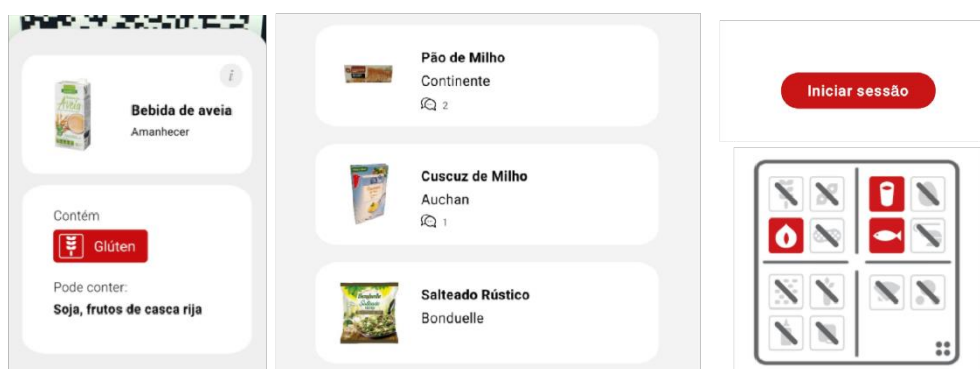 Bebida de aveia
Amanhecer
Contém
Glúten
Pode conter:
Soja, frutos de casca rija
Pão de Milho
Continente
2
Cuscuz de Milho
Auchan
1
Salteado Rústico
Bonduelle
Iniciar sessão